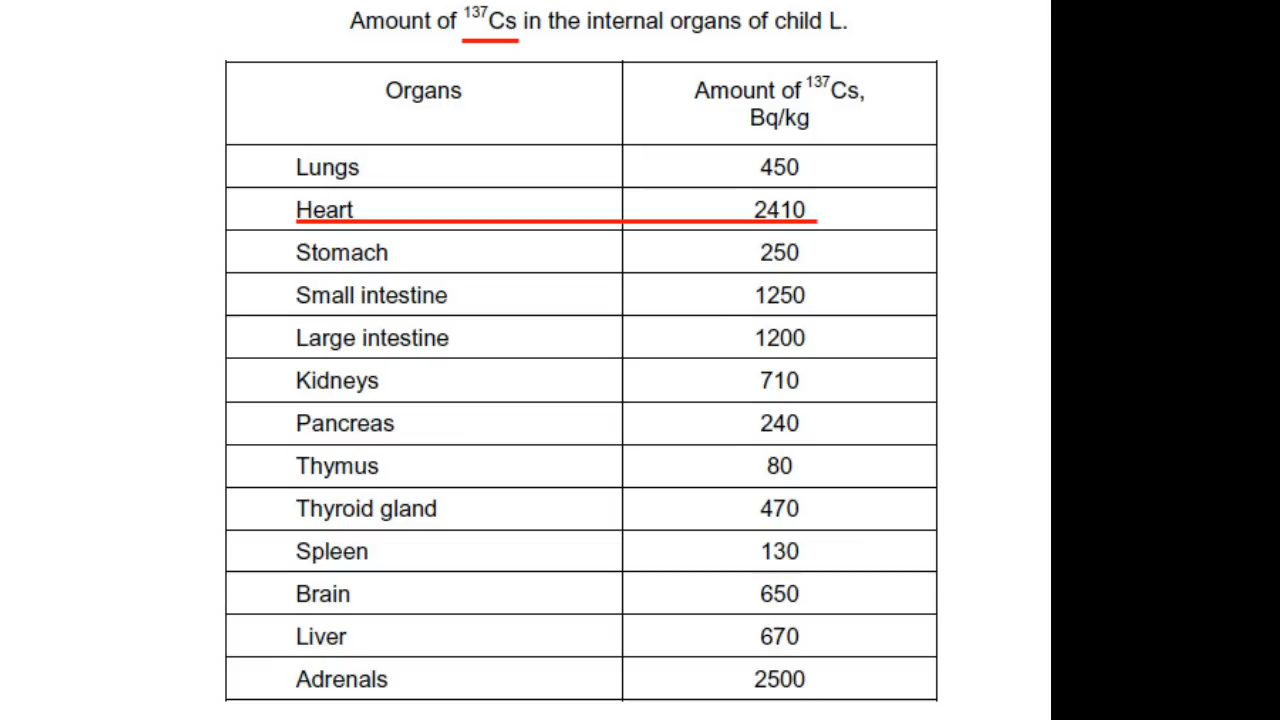 Amount of ¹³⁷Cs in the internal organs of child L.
Organs Amount of ¹³⁷Cs,
Bq/kg
Lungs 450
Heart 2410
Stomach 250
Small intestine 1250
Large intestine 1200
Kidneys 710
Pancreas 240
Thymus 80
Thyroid gland 470
Spleen 130
Brain 650
Liver 670
Adrenals 2500